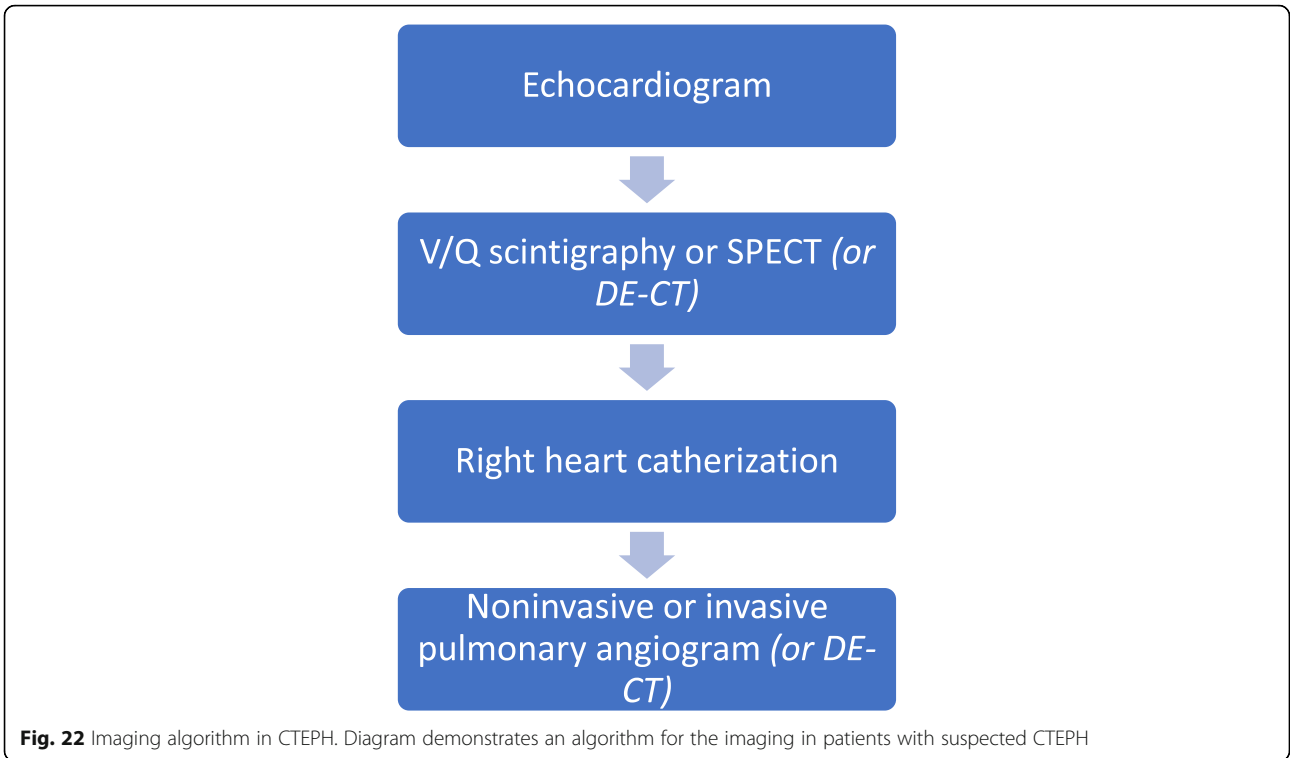 Echocardiogram
V/Q scintigraphy or SPECT (or
DE-CT)
Right heart catherization
Noninvasive or invasive
pulmonary angiogram (or DE-
CT)
Fig. 22 Imaging algorithm in CTEPH. Diagram demonstrates an algorithm for the imaging in patients with suspected CTEPH